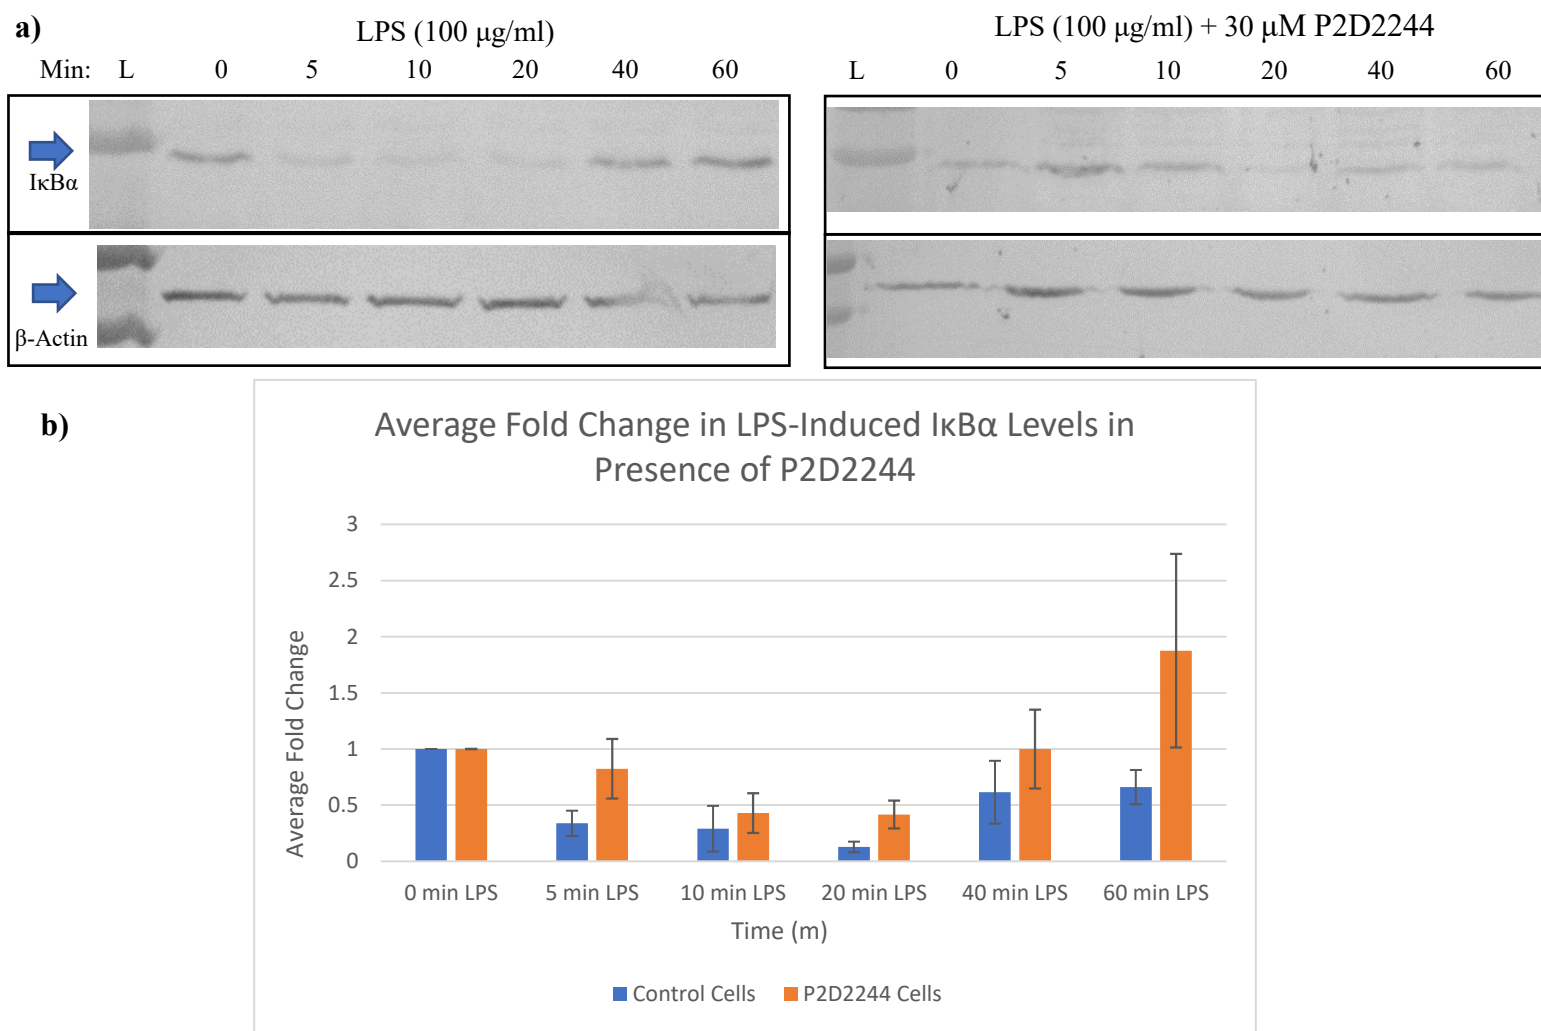 a)
LPS (100 μg/ml)
LPS (100 μg/ml) + 30 μM P2D2244
Min: L 0 5 10 20 40 60
L 0 5 10 20 40 60
IκBα
β-Actin
b)
Average Fold Change in LPS-Induced IκBα Levels in
Presence of P2D2244
3
2.5
2
1.5
1
0.5
0
Average Fold Change
0 min LPS 5 min LPS 10 min LPS 20 min LPS 40 min LPS 60 min LPS
Time (m)
Control Cells P2D2244 Cells